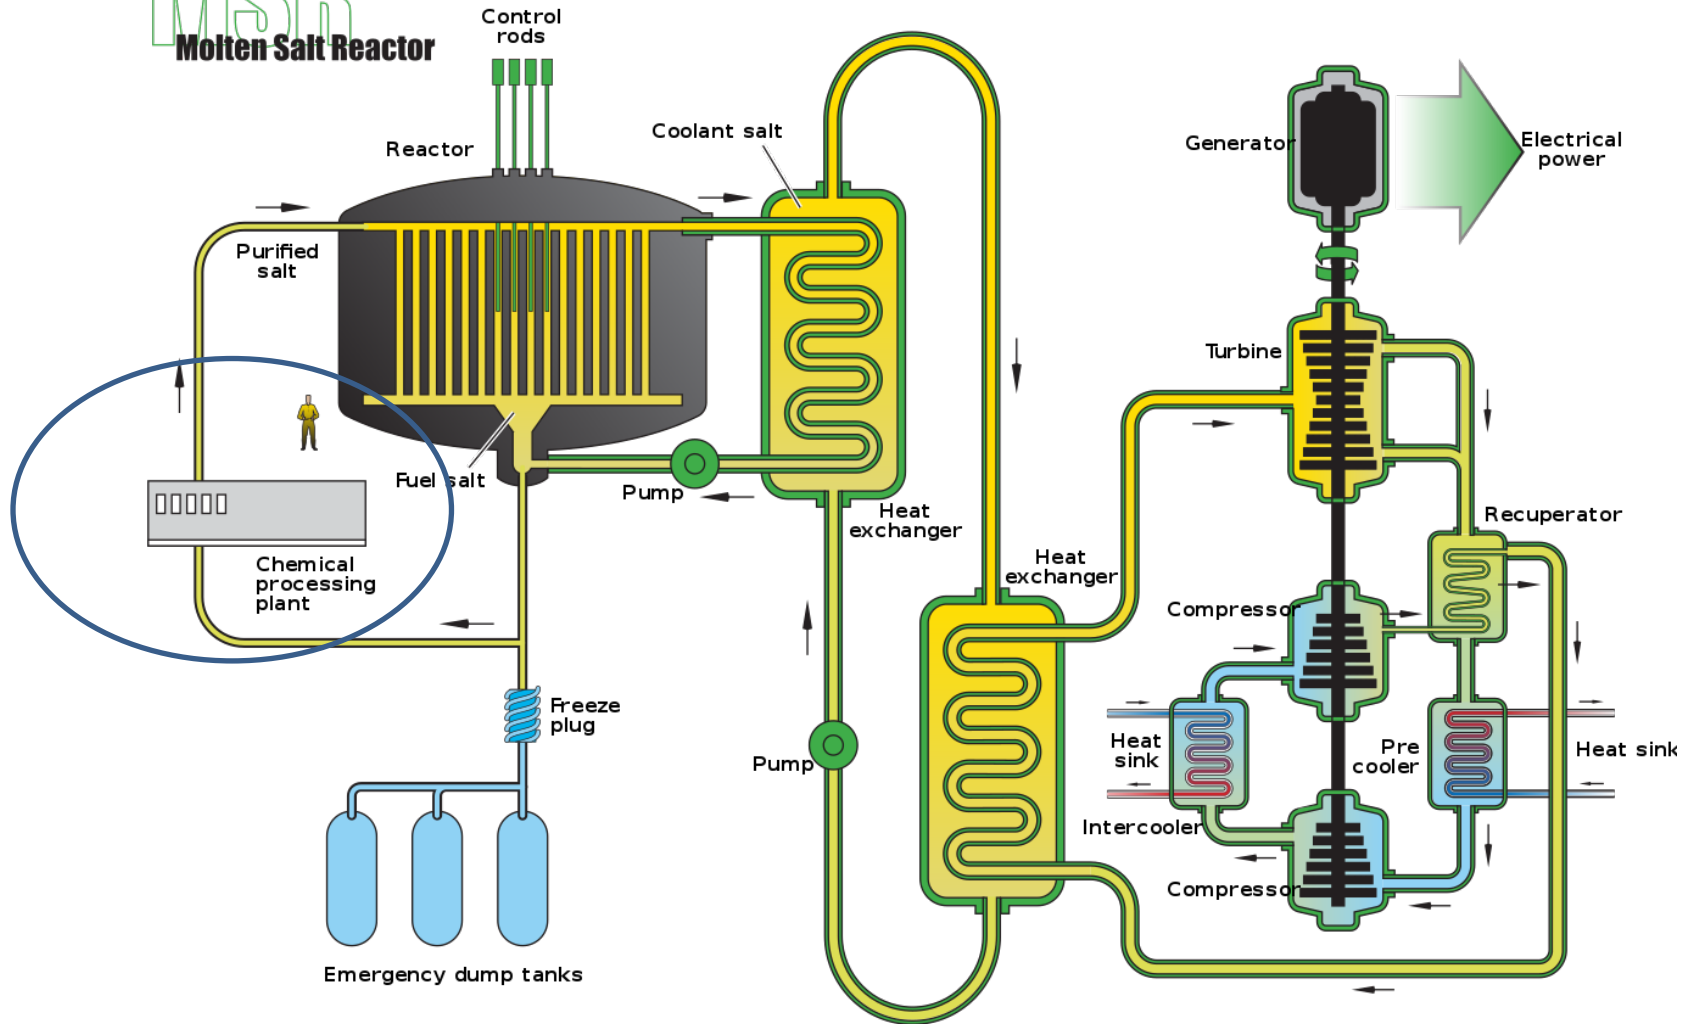 MSR
Molten Salt Reactor
Control
rods
Reactor
Coolant salt
Purified
salt
Fuel salt
Pump
Heat
exchanger
Chemical
processing
plant
Freeze
plug
Emergency dump tanks
Pump
Heat
exchanger
Generator
Electrical
power
Turbine
Recuperator
Compressor
Heat
sink
Pre
cooler
Heat sink
Intercooler
Compressor